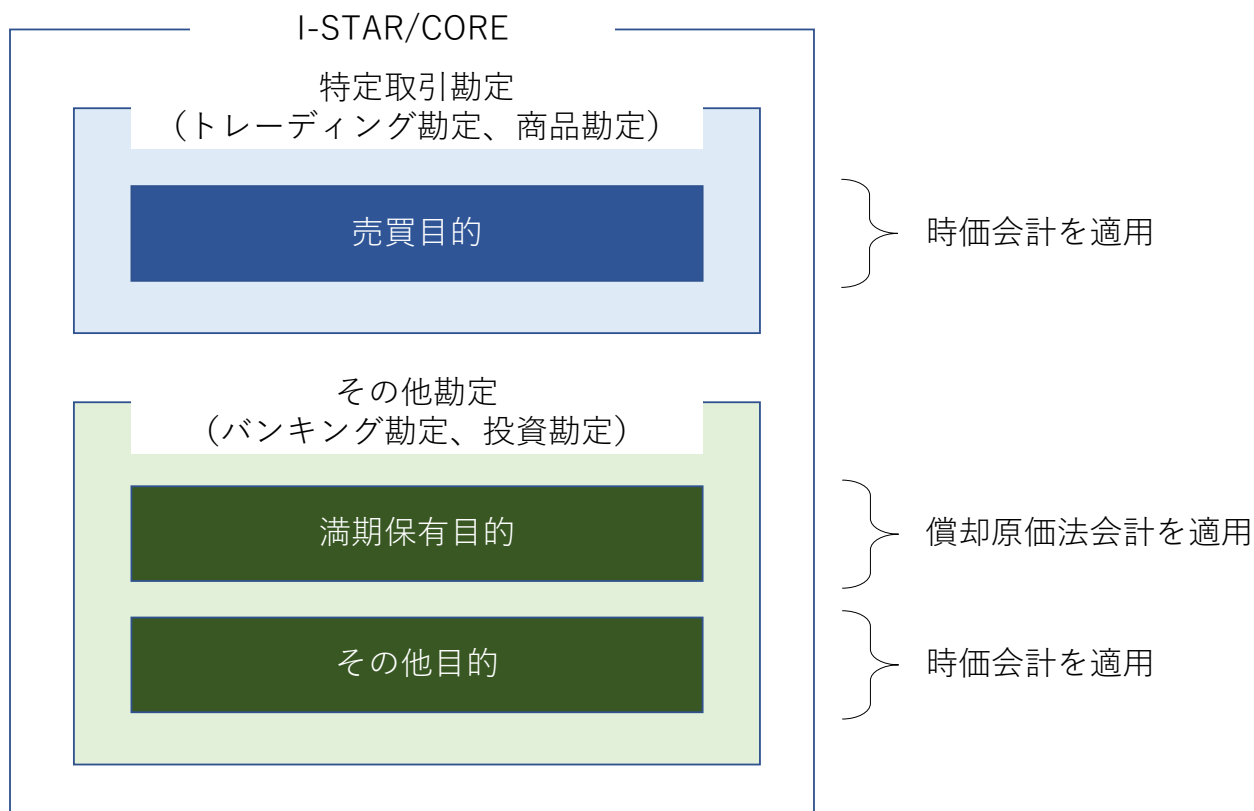 I-STAR/CORE
特定取引勘定
（トレーディング勘定、商品勘定）
売買目的
時価会計を適用
その他勘定
（バンキング勘定、投資勘定）
満期保有目的
償却原価法会計を適用
その他目的
時価会計を適用